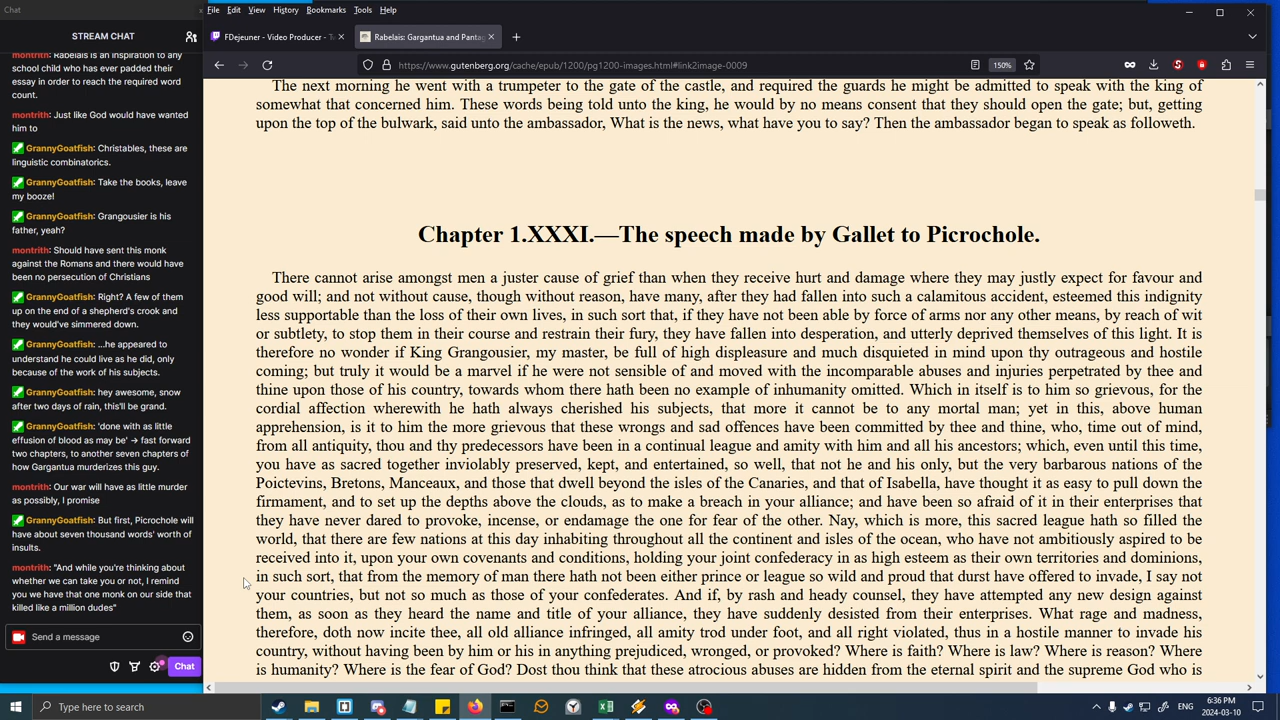 Chat
STREAM CHAT
montrith: Rabelais is an inspiration to any
school child who has ever padded their
essay in order to reach the required word
count.
montrith: Just like God would have wanted
him to
GrannyGoatfish: Christables, these are
linguistic combinatorics.
GrannyGoatfish: Take the books, leave
my booze!
GrannyGoatfish: Grangousier is his
father, yeah?
montrith: Should have sent this monk
against the Romans and there would have
been no persecution of Christians
GrannyGoatfish: Right? A few of them
up on the end of a shepherd's crook and
they would've simmered down.
GrannyGoatfish: ...he appeared to
understand he could live as he did, only
because of the work of his subjects.
GrannyGoatfish: hey awesome, snow
after two days of rain, this'll be grand.
GrannyGoatfish: 'done with as little
effusion of blood as may be' → fast forward
two chapters, to another seven chapters of
how Gargantua murderizes this guy.
montrith: Our war will have as little murder
as possibly, I promise
GrannyGoatfish: But first, Picrochole will
have about seven thousand words' worth of
insults.
montrith: "And while you're thinking about
whether we can take you or not, I remind
you we have that one monk on our side that
killed like a million dudes"
Send a message
Chat
File Edit View History Bookmarks Tools Help
FDejeuner - Video Producer - Tw
Rabelais: Gargantua and Pantag
https://www.gutenberg.org/cache/epub/1200/pg1200-images.html#link2image-0009
150%
The next morning he went with a trumpeter to the gate of the castle, and required the guards he might be admitted to speak with the king of
somewhat that concerned him. These words being told unto the king, he would by no means consent that they should open the gate; but, getting
upon the top of the bulwark, said unto the ambassador, What is the news, what have you to say? Then the ambassador began to speak as followeth.
Chapter 1.XXXI.—The speech made by Gallet to Picrochole.
There cannot arise amongst men a juster cause of grief than when they receive hurt and damage where they may justly expect for favour and
good will; and not without cause, though without reason, have many, after they had fallen into such a calamitous accident, esteemed this indignity
less supportable than the loss of their own lives, in such sort that, if they have not been able by force of arms nor any other means, by reach of wit
or subtlety, to stop them in their course and restrain their fury, they have fallen into desperation, and utterly deprived themselves of this light. It is
therefore no wonder if King Grangousier, my master, be full of high displeasure and much disquieted in mind upon thy outrageous and hostile
coming; but truly it would be a marvel if he were not sensible of and moved with the incomparable abuses and injuries perpetrated by thee and
thine upon those of his country, towards whom there hath been no example of inhumanity omitted. Which in itself is to him so grievous, for the
cordial affection wherewith he hath always cherished his subjects, that more it cannot be to any mortal man; yet in this, above human
apprehension, is it to him the more grievous that these wrongs and sad offences have been committed by thee and thine, who, time out of mind,
from all antiquity, thou and thy predecessors have been in a continual league and amity with him and all his ancestors; which, even until this time,
you have as sacred together inviolably preserved, kept, and entertained, so well, that not he and his only, but the very barbarous nations of the
Poictevins, Bretons, Manceaux, and those that dwell beyond the isles of the Canaries, and that of Isabella, have thought it as easy to pull down the
firmament, and to set up the depths above the clouds, as to make a breach in your alliance; and have been so afraid of it in their enterprises that
they have never dared to provoke, incense, or endamage the one for fear of the other. Nay, which is more, this sacred league hath so filled the
world, that there are few nations at this day inhabiting throughout all the continent and isles of the ocean, who have not ambitiously aspired to be
received into it, upon your own covenants and conditions, holding your joint confederacy in as high esteem as their own territories and dominions,
in such sort, that from the memory of man there hath not been either prince or league so wild and proud that durst have offered to invade, I say not
your countries, but not so much as those of your confederates. And if, by rash and heady counsel, they have attempted any new design against
them, as soon as they heard the name and title of your alliance, they have suddenly desisted from their enterprises. What rage and madness,
therefore, doth now incite thee, all old alliance infringed, all amity trod under foot, and all right violated, thus in a hostile manner to invade his
country, without having been by him or his in anything prejudiced, wronged, or provoked? Where is faith? Where is law? Where is reason? Where
is humanity? Where is the fear of God? Dost thou think that these atrocious abuses are hidden from the eternal spirit and the supreme God who is
Type here to search
6:36 PM
2024-03-10